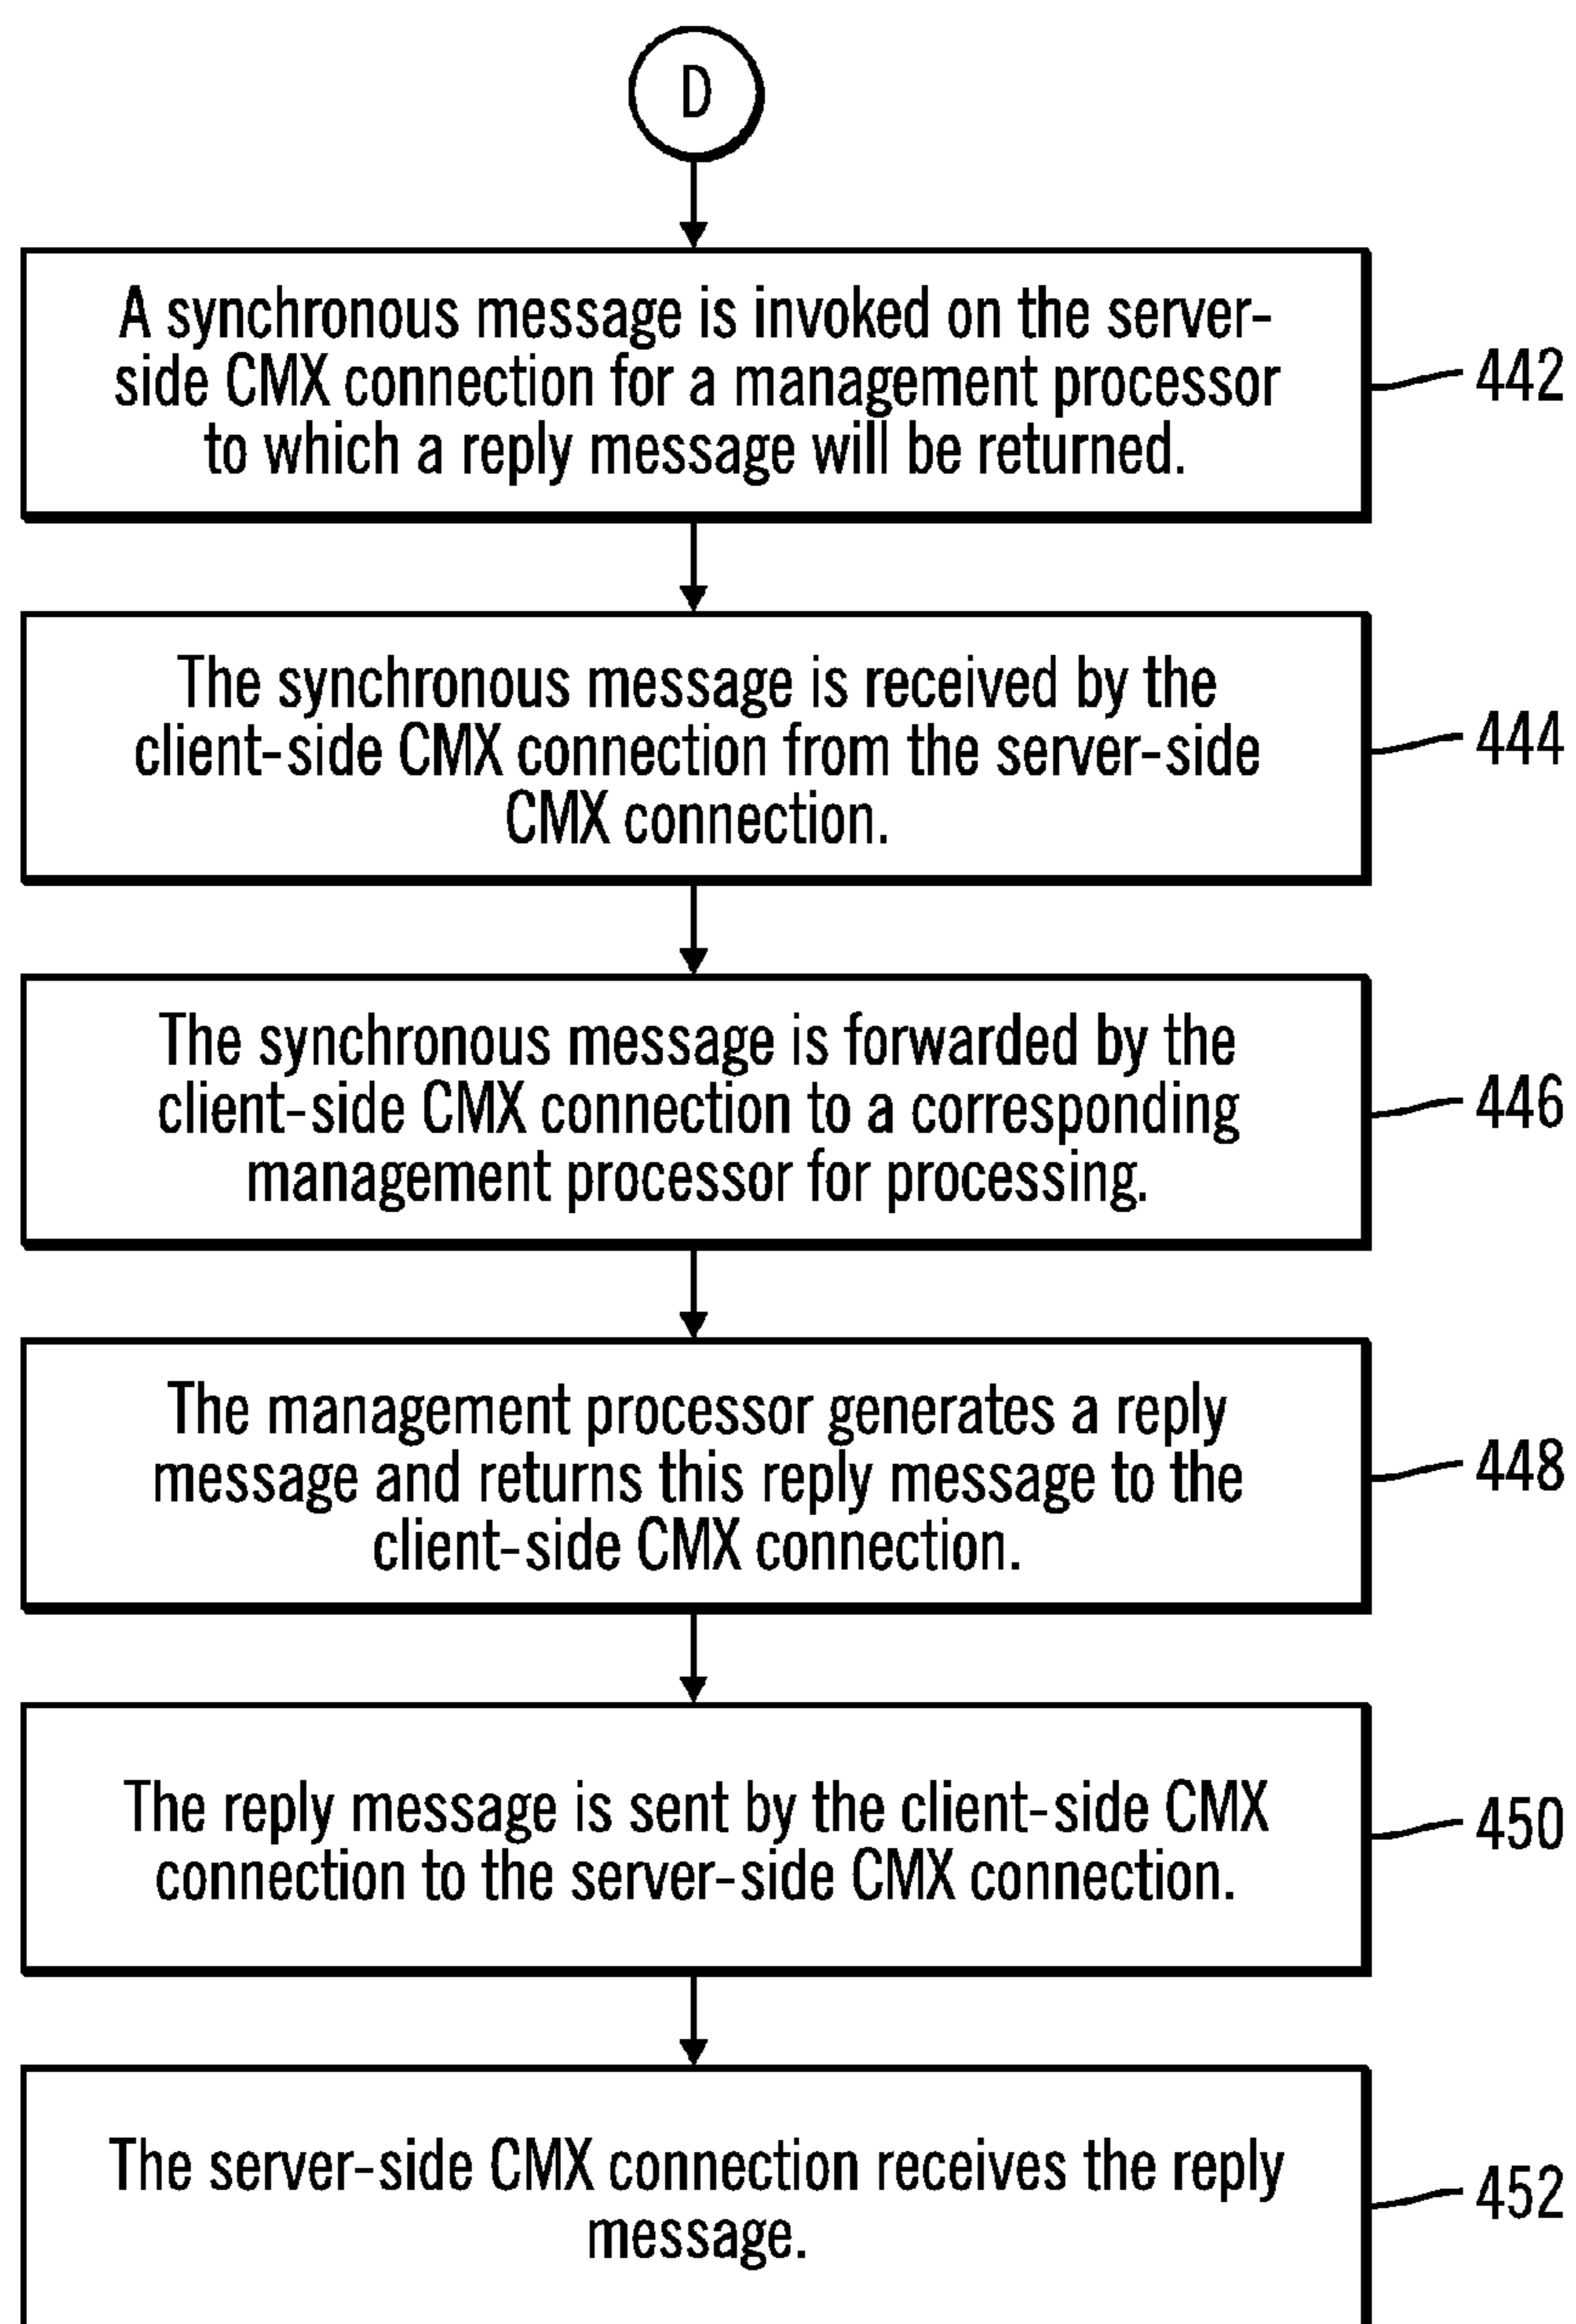 D
A synchronous message is invoked on the server-
side CMX connection for a management processor
to which a reply message will be returned.
442
The synchronous message is received by the
client-side CMX connection from the server-side
CMX connection.
444
The synchronous message is forwarded by the
client-side CMX connection to a corresponding
management processor for processing.
446
The management processor generates a reply
message and returns this reply message to the
client-side CMX connection.
448
The reply message is sent by the client-side CMX
connection to the server-side CMX connection.
450
The server-side CMX connection receives the reply
message.
452